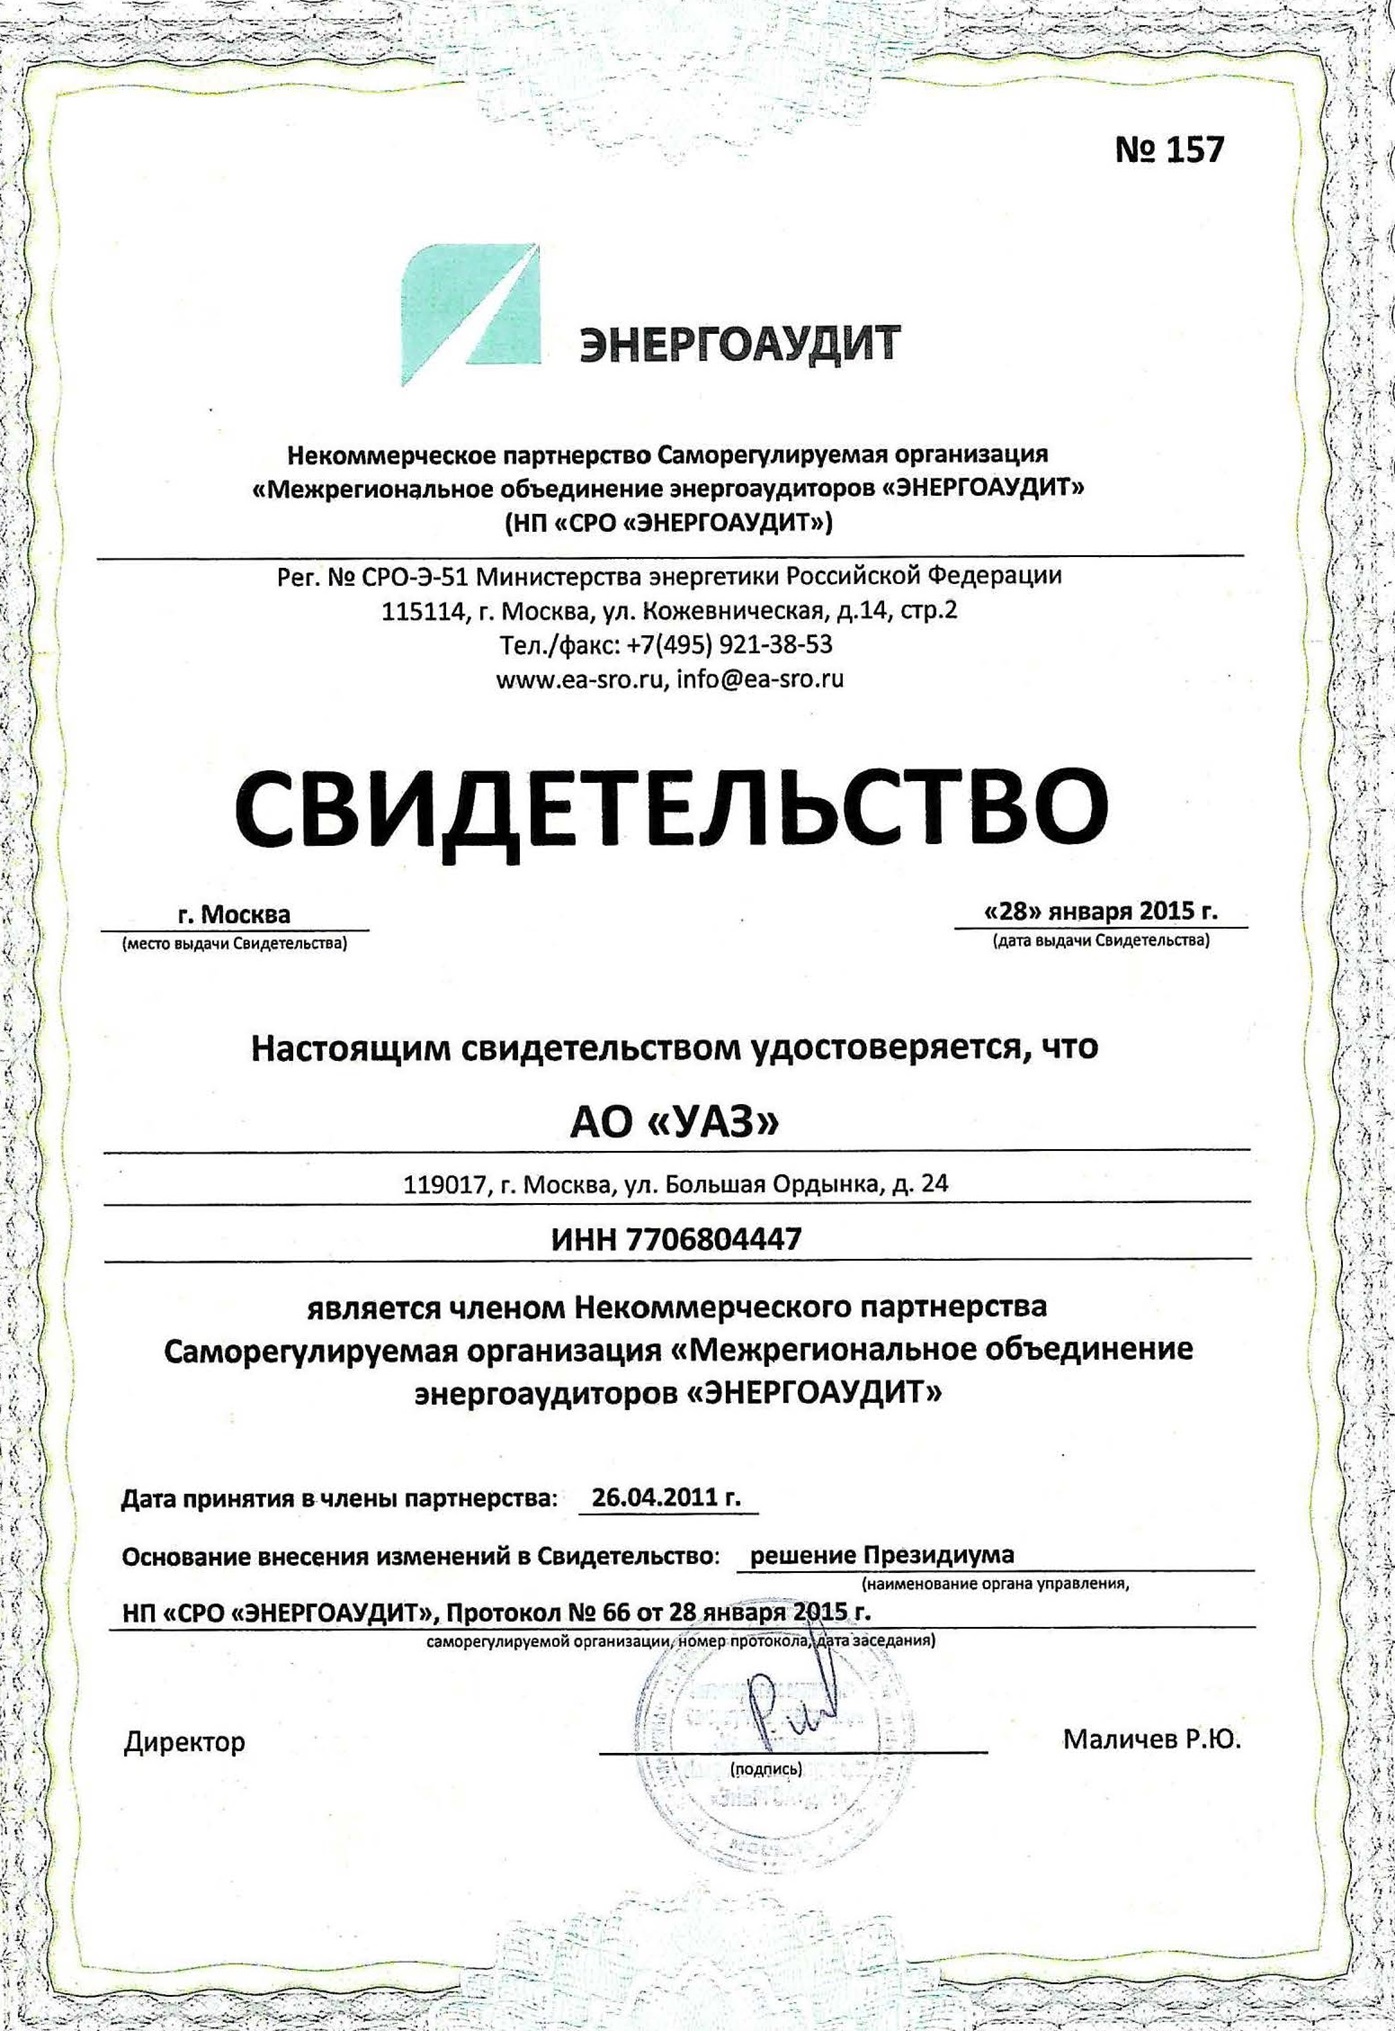 № 157
ЭНЕРГОАУДИТ
Некоммерческое партнерство Саморегулируемая организация
«Межрегиональное объединение энергоаудиторов «ЭНЕРГОАУДИТ»
(НП «СРО «ЭНЕРГОАУДИТ»)
Рег. № СРО-Э-51 Министерства энергетики Российской Федерации
115114, г. Москва, ул. Кожевническая, д.14, стр.2
Тел./факс: +7(495) 921-38-53
www.ea-sro.ru, info@ea-sro.ru
СВИДЕТЕЛЬСТВО
г. Москва
(место выдачи Свидетельства)
«28» января 2015 г.
(дата выдачи Свидетельства)
Настоящим свидетельством удостоверяется, что
АО «УАЗ»
119017, г. Москва, ул. Большая Ордынка, д. 24
ИНН 7706804447
является членом Некоммерческого партнерства
Саморегулируемая организация «Межрегиональное объединение
энергоаудиторов «ЭНЕРГОАУДИТ»
Дата принятия в члены партнерства: 26.04.2011 г.
Основание внесения изменений в Свидетельство: решение Президиума
(наименование органа управления,
НП «СРО «ЭНЕРГОАУДИТ», Протокол № 66 от 28 января 2015 г.
саморегулируемой организации, номер протокола, дата заседания)
Директор
(подпись)
Маличев Р.Ю.